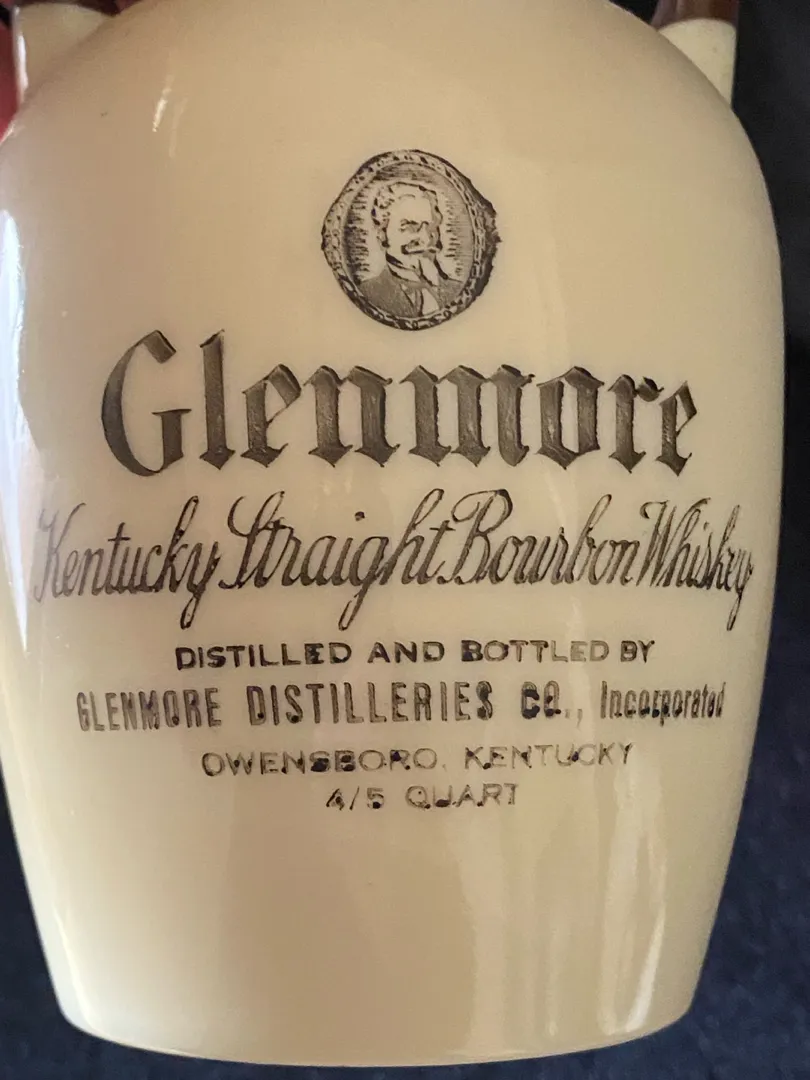 Glenmore
Kentucky Straight Bourbon Whiskey
DISTILLED AND BOTTLED BY
GLENMORE DISTILLERIES CO., Incorporated
OWENSBORO, KENTUCKY
4/5 QUART